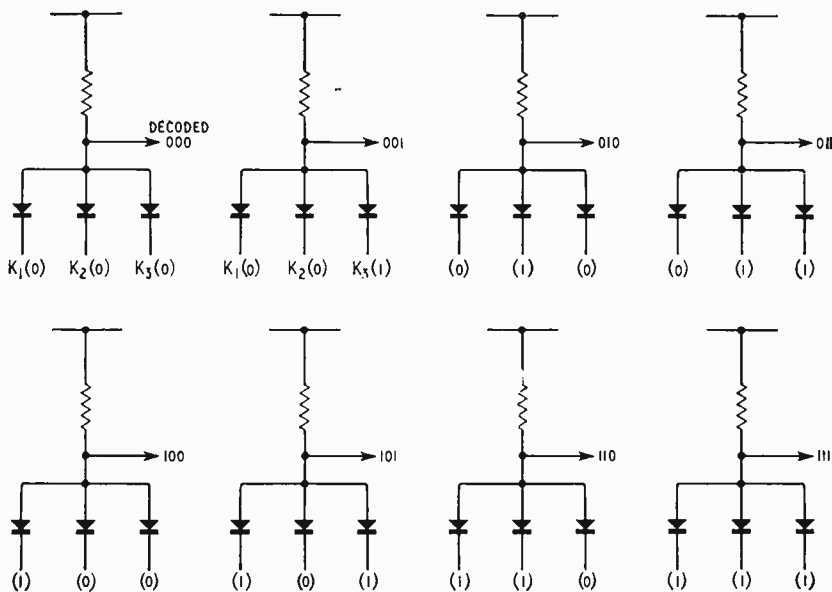 DECODED
000
001
010
011
K₁(0) K₂(0) K₃(0)
K₁(0) K₂(0) K₃(1)
(0) (1) (0)
(0) (1) (1)
100
101
110
111
(1) (0) (0)
(1) (0) (1)
(1) (1) (0)
(1) (1) (1)